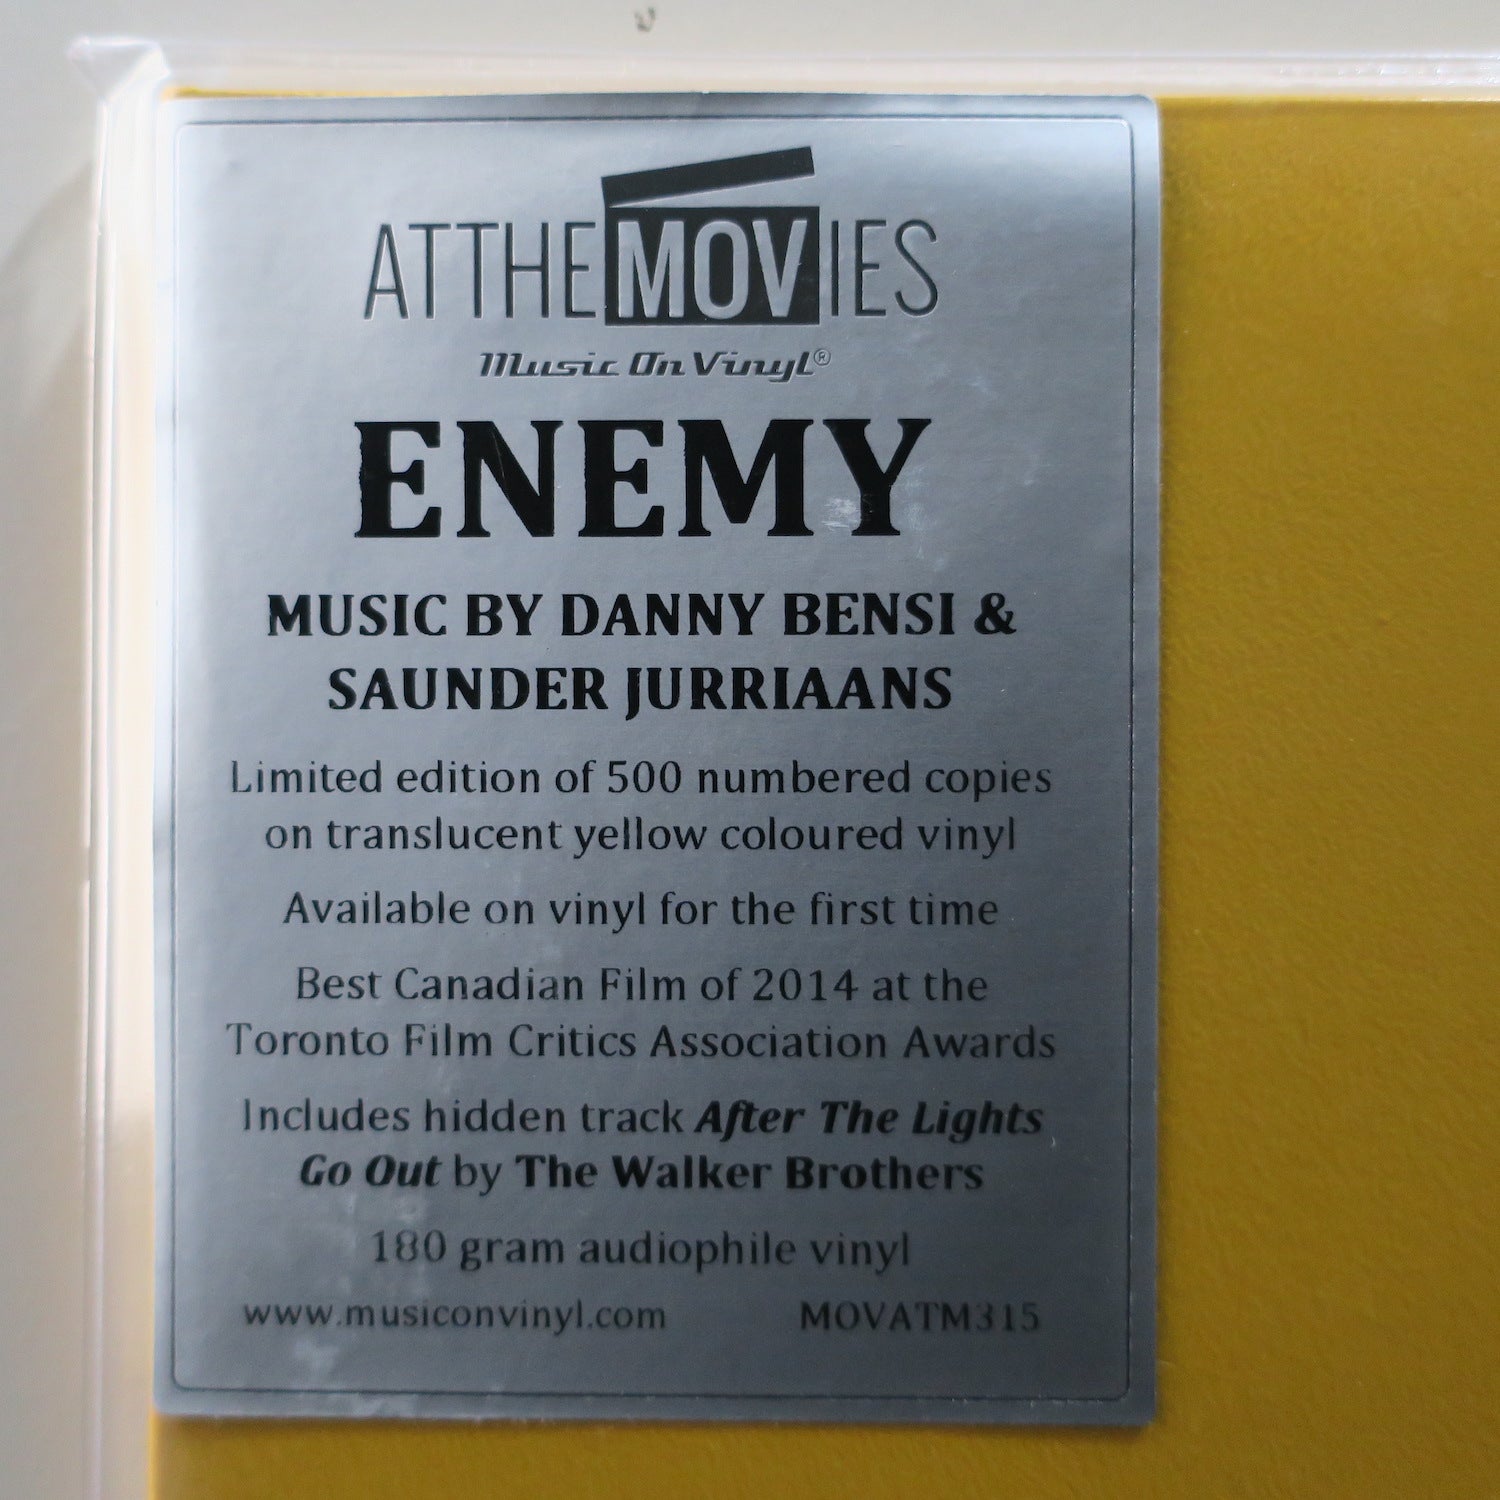 ATTHEMOVIES
Music On Vinyl®
ENEMY
MUSIC BY DANNY BENSI &
SAUNDER JURRIAANS
Limited edition of 500 numbered copies
on translucent yellow coloured vinyl
Available on vinyl for the first time
Best Canadian Film of 2014 at the
Toronto Film Critics Association Awards
Includes hidden track After The Lights
Go Out by The Walker Brothers
180 gram audiophile vinyl
www.musiconvinyl.com MOVATM315